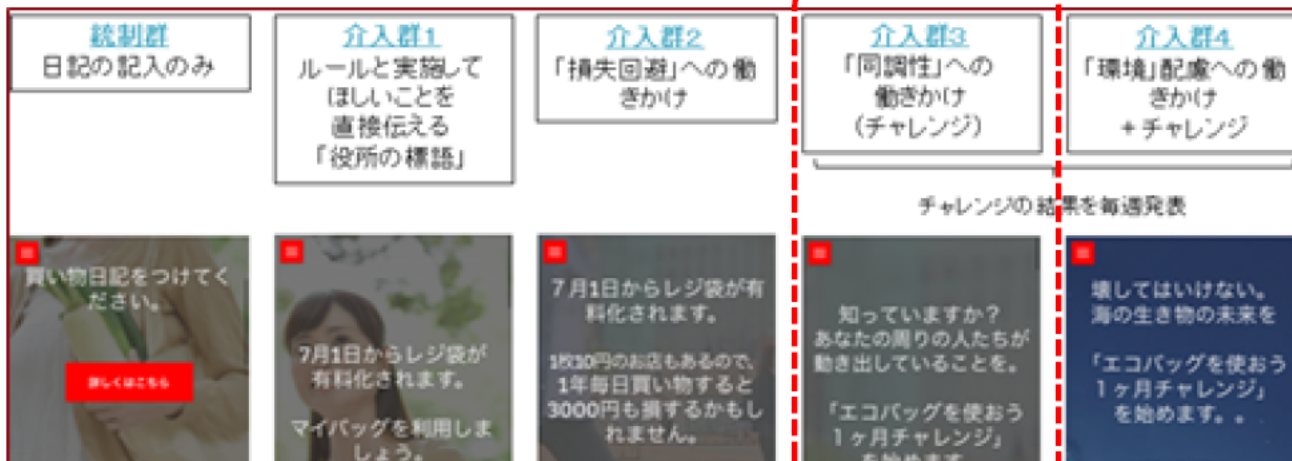 統制群
日記の記入のみ
介入群1
ルールと実施して
ほしいことを
直接伝える
「役所の標語」
介入群2
「損失回避」への働
きかけ
介入群3
「同調性」への
働きかけ
(チャレンジ)
介入群4
「環境」配慮への働
きかけ
+チャレンジ
チャレンジの結果を毎週発表
買い物日記をつけてく
ださい。
詳しくはこちら
7月1日からレジ袋が
有料化されます。
マイバッグを利用しま
しょう。
7月1日からレジ袋が有
料化されます。
1枚10円のお店もあるので、
1年毎日買い物すると
3000円も損するかもし
れません。
知っていますか?
あなたの周りの人たちが
動き出していることを。
「エコバッグを使おう
1ヶ月チャレンジ」
を始めます。
壊してはいけない。
海の生き物の未来を
「エコバッグを使おう
1ヶ月チャレンジ」
を始めます。。